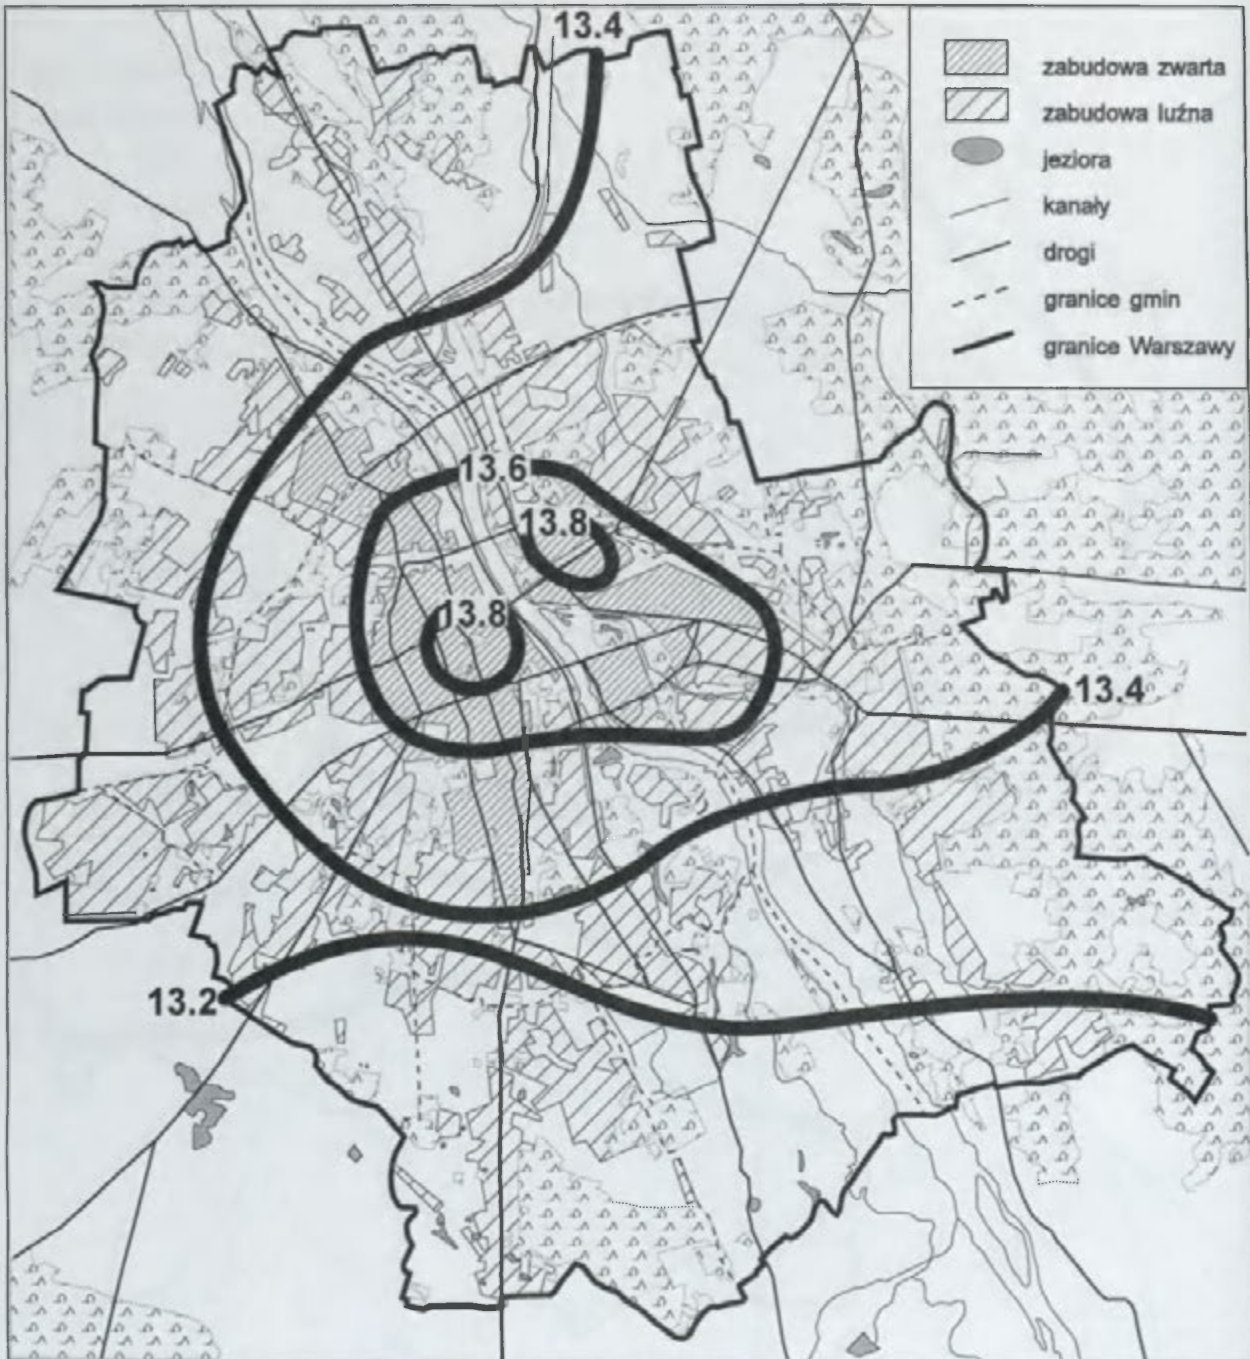 13.4
zabudowa zwarta
zabudowa luźna
jeziora
kanały
drogi
granice gmin
granice Warszawy
13.6
13.8
13.8
13.4
13.2